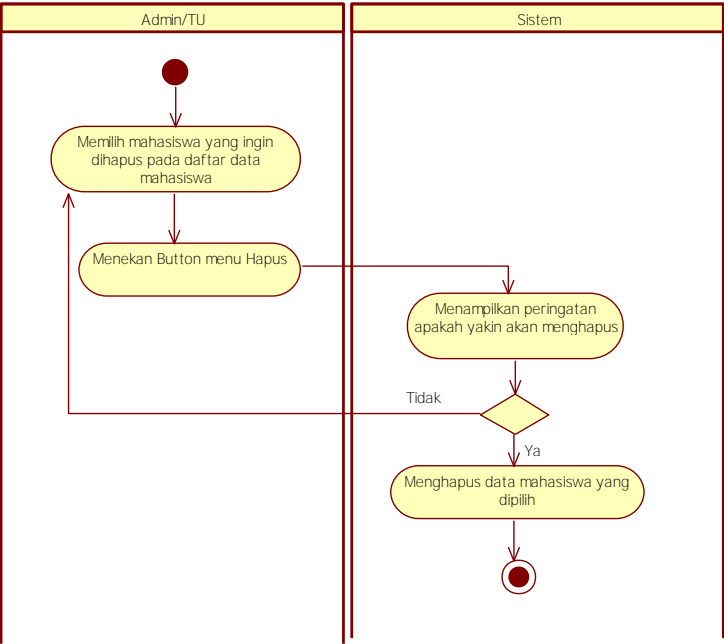 Admin/TU
Sistem
Memilih mahasiswa yang ingin
dihapus pada daftar data
mahasiswa
Menekan Button menu Hapus
Menampilkan peringatan
apakah yakin akan menghapus
Tidak
Ya
Menghapus data mahasiswa yang
dipilih